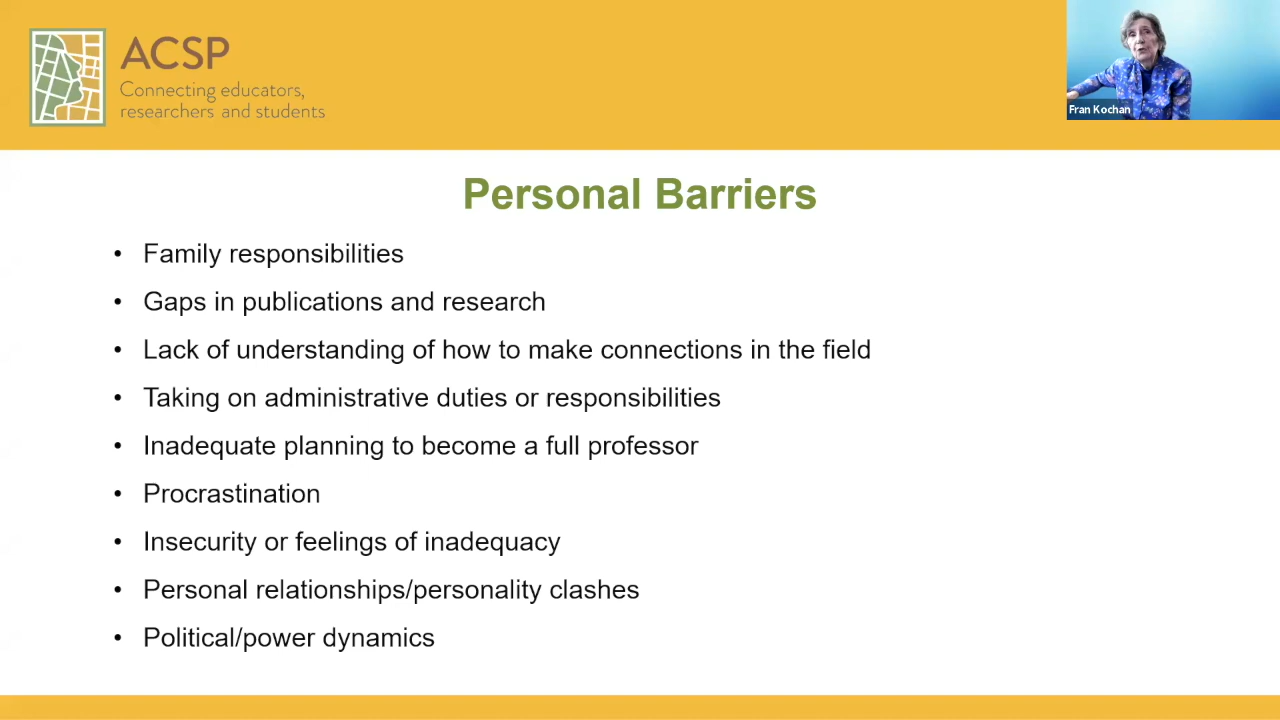 ACSP
Connecting educators,
researchers and students
Fran Kochan
Personal Barriers
• Family responsibilities
• Gaps in publications and research
• Lack of understanding of how to make connections in the field
• Taking on administrative duties or responsibilities
• Inadequate planning to become a full professor
• Procrastination
• Insecurity or feelings of inadequacy
• Personal relationships/personality clashes
• Political/power dynamics